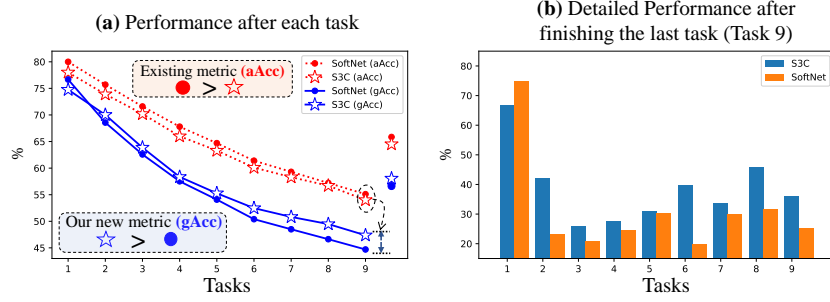 (a) Performance after each task
80
75
70
65
60
55
50
45
%
1 2 3 4 5 6 7 8 9
Tasks
SoftNet (aAcc)
S3C (aAcc)
SoftNet (gAcc)
S3C (gAcc)
Existing metric (aAcc)
>
Our new metric (gAcc)
>
(b) Detailed Performance after
finishing the last task (Task 9)
80
70
60
50
40
30
20
%
1 2 3 4 5 6 7 8 9
Tasks
S3C
SoftNet